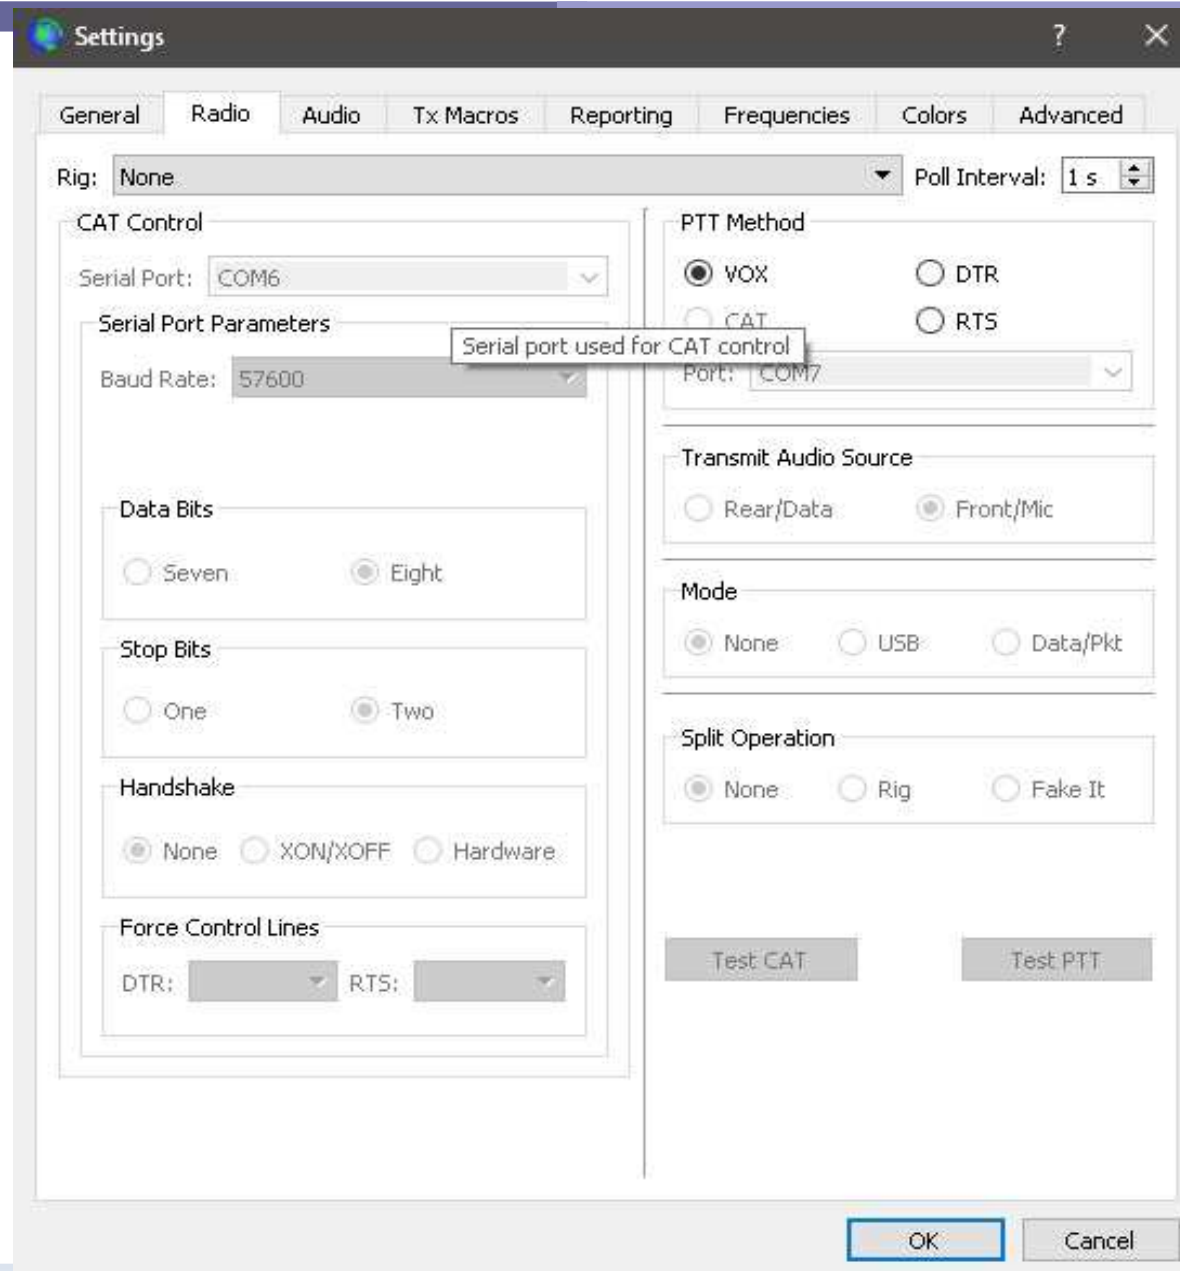 Settings ?
General Radio Audio Tx Macros Reporting Frequencies Colors Advanced
Rig: None Poll Interval: 1 s
CAT Control
Serial Port: COM6
Serial Port Parameters
Baud Rate: 57600
Data Bits
Seven Eight
Stop Bits
One Two
Handshake
None XON/XOFF Hardware
Force Control Lines
DTR: RTS:
Serial port used for CAT control
PTT Method
VOX DTR
CAT RTS
Port: COM7
Transmit Audio Source
Rear/Data Front/Mic
Mode
None USB Data/Pkt
Split Operation
None Rig Fake It
Test CAT Test PTT
OK Cancel